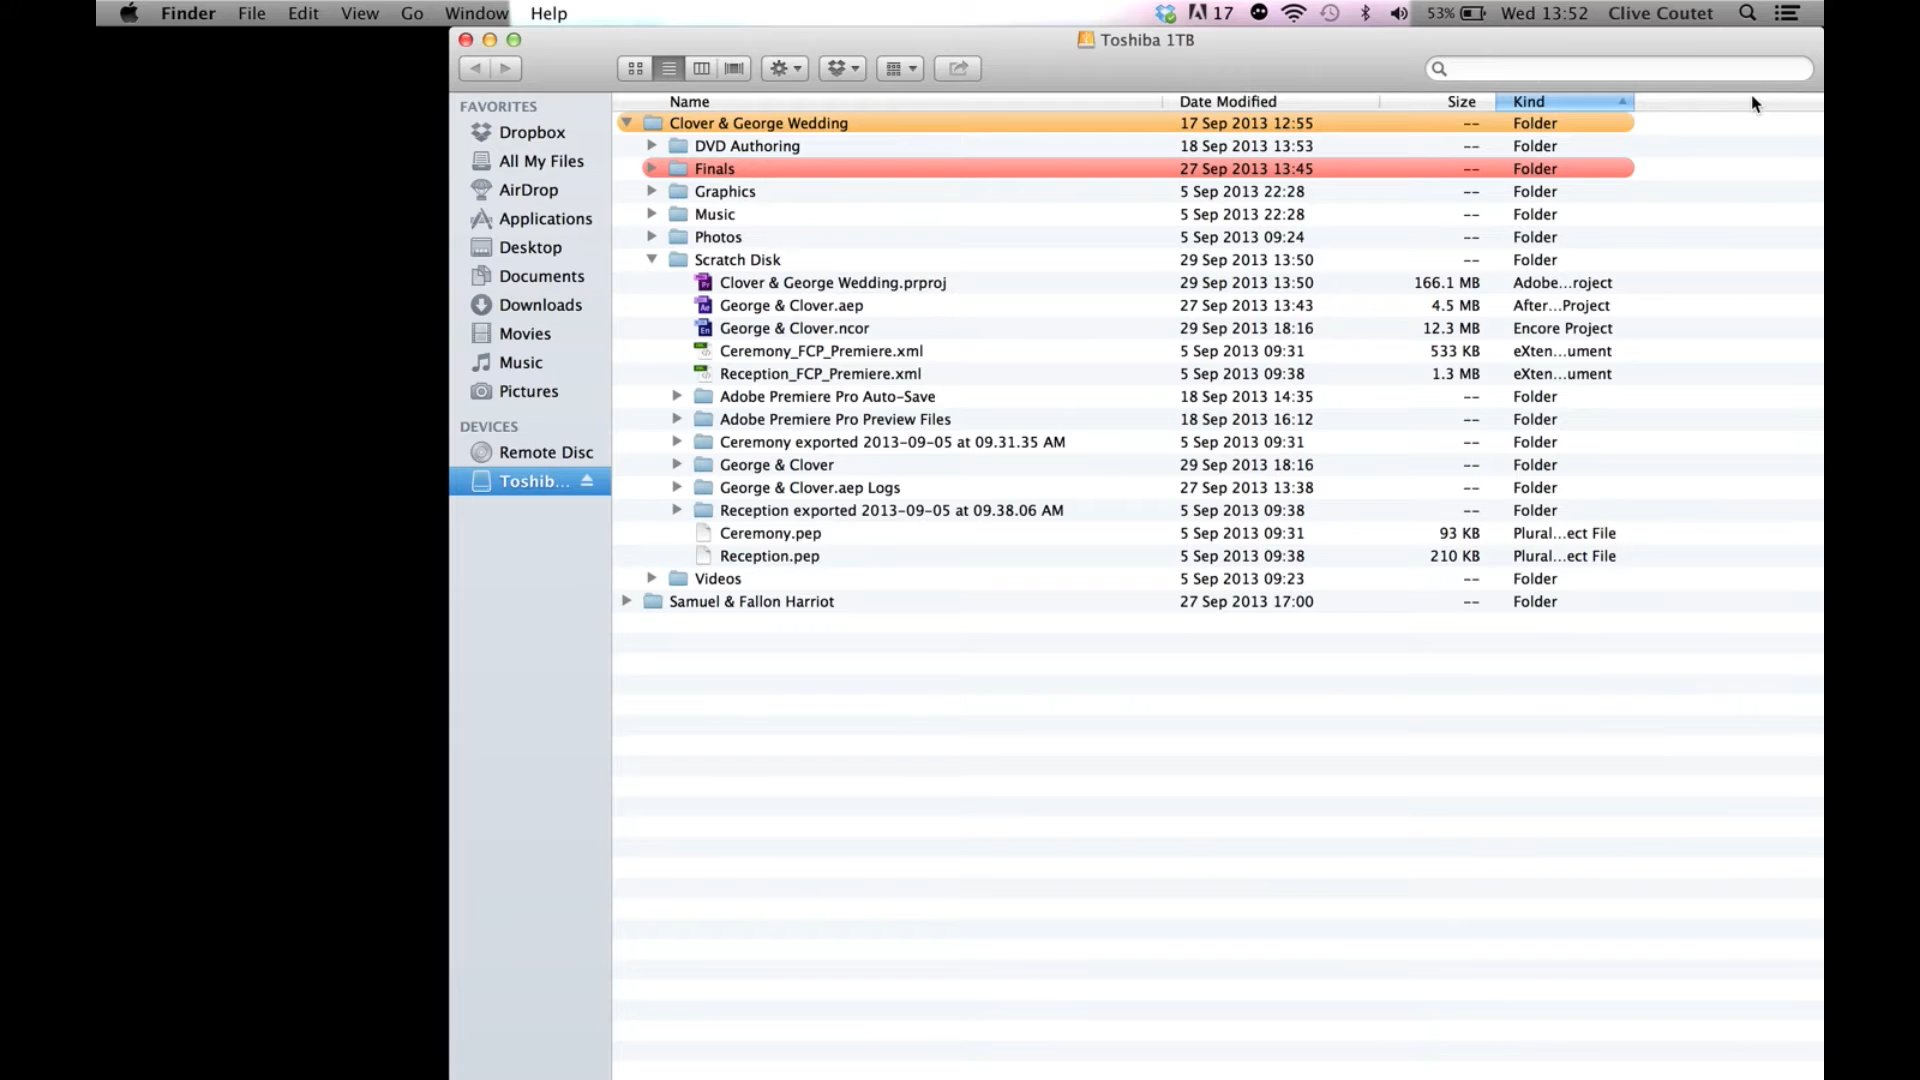 Finder File Edit View Go Window Help 17 53% Wed 13:52 Clive Coutet
Toshiba 1TB
FAVORITES
Dropbox
All My Files
AirDrop
Applications
Desktop
Documents
Downloads
Movies
Music
Pictures
DEVICES
Remote Disc
Toshib...
Name Date Modified Size Kind
Clover & George Wedding 17 Sep 2013 12:55 -- Folder
DVD Authoring 18 Sep 2013 13:53 -- Folder
Finals 27 Sep 2013 13:45 -- Folder
Graphics 5 Sep 2013 22:28 -- Folder
Music 5 Sep 2013 22:28 -- Folder
Photos 5 Sep 2013 09:24 -- Folder
Scratch Disk 29 Sep 2013 13:50 -- Folder
Clover & George Wedding.prproj 29 Sep 2013 13:50 166.1 MB Adobe...roject
George & Clover.aep 27 Sep 2013 13:43 4.5 MB After...Project
George & Clover.ncor 29 Sep 2013 18:16 12.3 MB Encore Project
Ceremony_FCP_Premiere.xml 5 Sep 2013 09:31 533 KB eXten...ument
Reception_FCP_Premiere.xml 5 Sep 2013 09:38 1.3 MB eXten...ument
Adobe Premiere Pro Auto-Save 18 Sep 2013 14:35 -- Folder
Adobe Premiere Pro Preview Files 18 Sep 2013 16:12 -- Folder
Ceremony exported 2013-09-05 at 09.31.35 AM 5 Sep 2013 09:31 -- Folder
George & Clover 29 Sep 2013 18:16 -- Folder
George & Clover.aep Logs 27 Sep 2013 13:38 -- Folder
Reception exported 2013-09-05 at 09.38.06 AM 5 Sep 2013 09:38 -- Folder
Ceremony.pep 5 Sep 2013 09:31 93 KB Plural...ect File
Reception.pep 5 Sep 2013 09:38 210 KB Plural...ect File
Videos 5 Sep 2013 09:23 -- Folder
Samuel & Fallon Harriot 27 Sep 2013 17:00 -- Folder